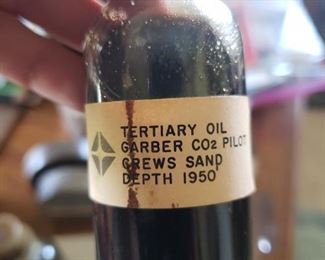 TERTIARY OIL
GARBER CO2 PILOT
CREWS SAND
DEPTH 1950